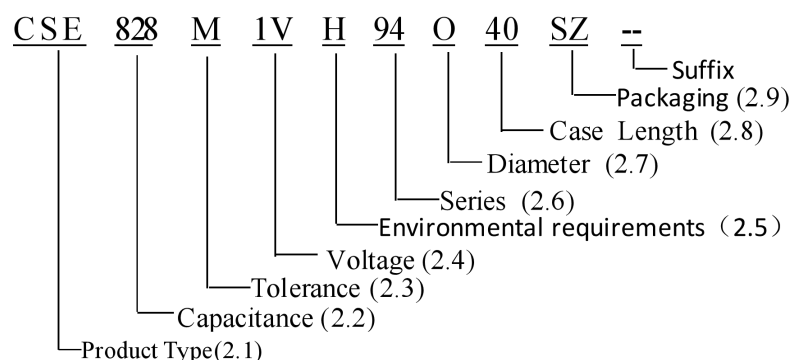 CSE 828 M 1V H 94 O 40 SZ --
Suffix
Packaging (2.9)
Case Length (2.8)
Diameter (2.7)
Series (2.6)
Environmental requirements（2.5）
Voltage (2.4)
Tolerance (2.3)
Capacitance (2.2)
Product Type(2.1)